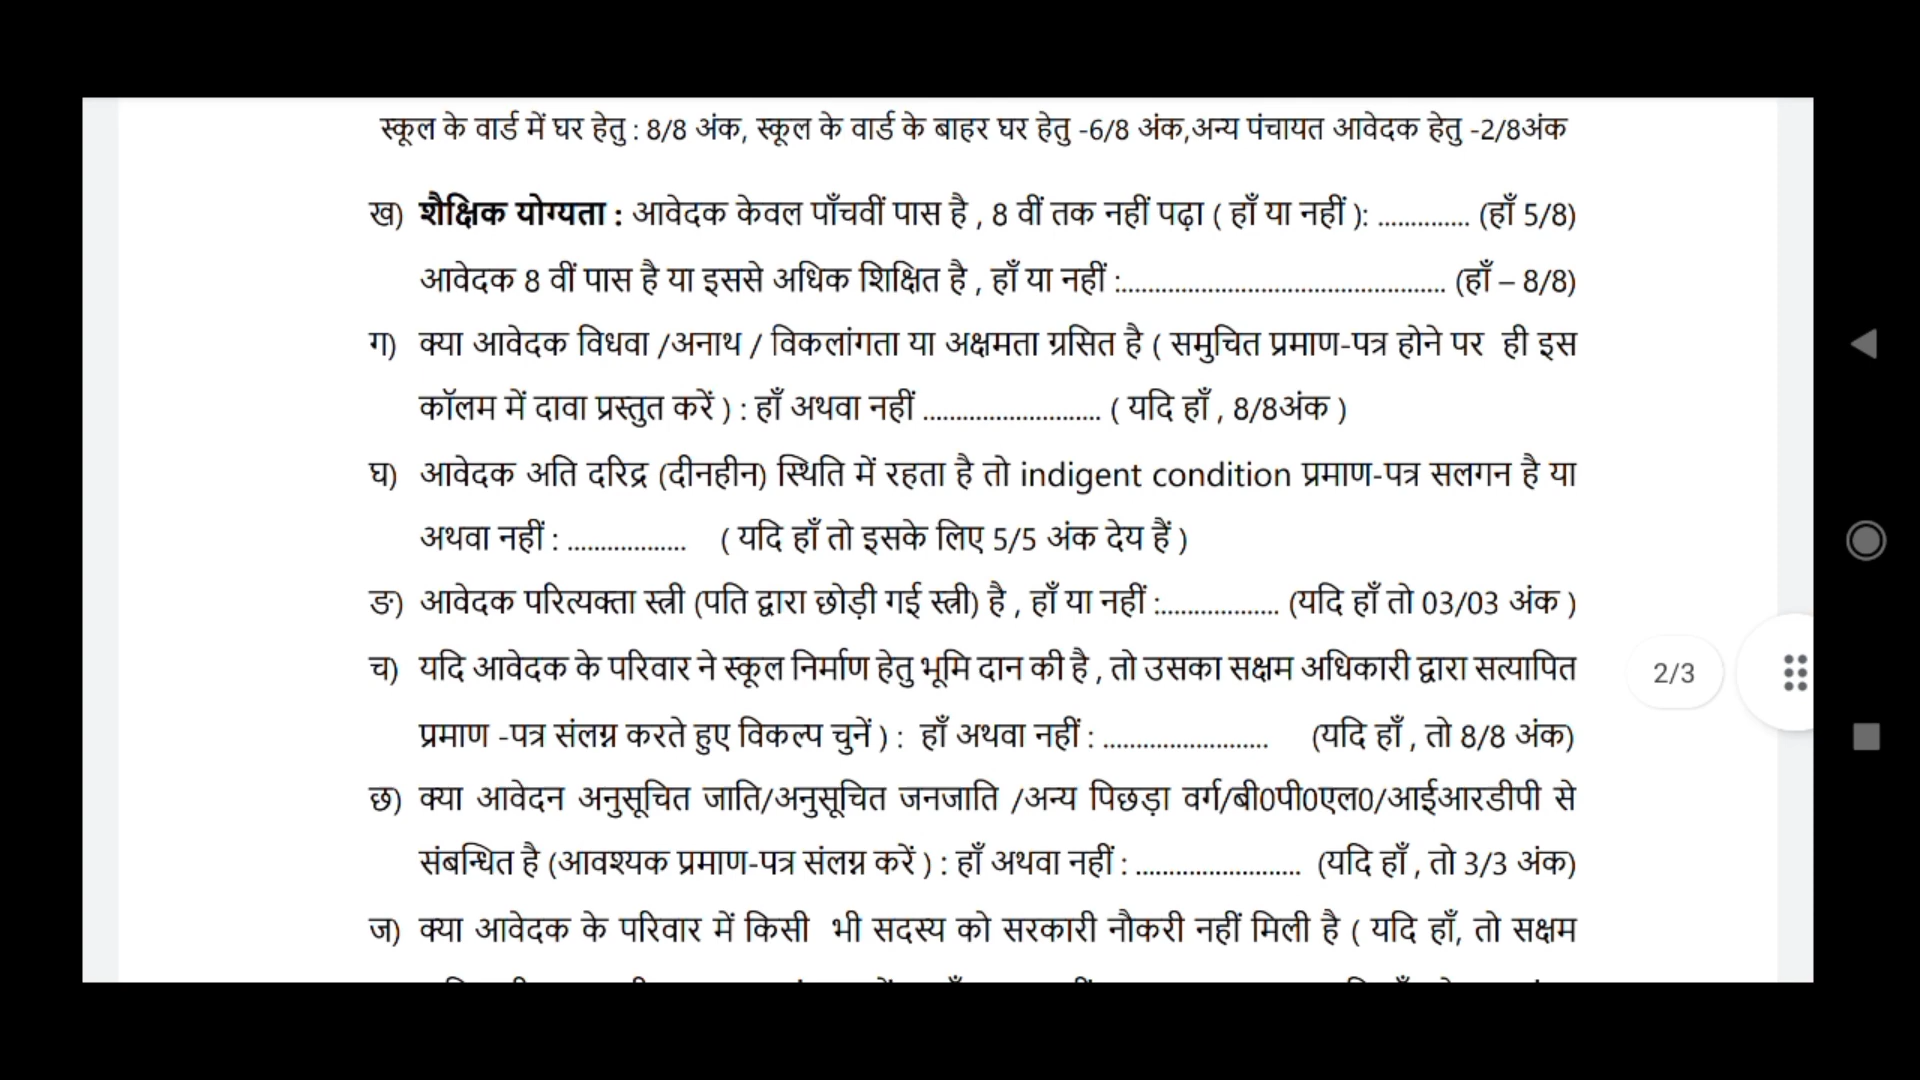 स्कूल के वार्ड में घर हेतु : 8/8 अंक, स्कूल के वार्ड के बाहर घर हेतु -6/8 अंक,अन्य पंचायत आवेदक हेतु -2/8अंक
ख) शैक्षिक योग्यता : आवेदक केवल पाँचवीं पास है , 8 वीं तक नहीं पढ़ा ( हाँ या नहीं ): .............. (हाँ 5/8)
आवेदक 8 वीं पास है या इससे अधिक शिक्षित है , हाँ या नहीं :................................................ (हाँ – 8/8)
ग) क्या आवेदक विधवा /अनाथ / विकलांगता या अक्षमता ग्रसित है ( समुचित प्रमाण-पत्र होने पर ही इस
कॉलम में दावा प्रस्तुत करें ) : हाँ अथवा नहीं ........................... ( यदि हाँ , 8/8अंक )
घ) आवेदक अति दरिद्र (दीनहीन) स्थिति में रहता है तो indigent condition प्रमाण-पत्र सलगन है या
अथवा नहीं : .................. ( यदि हाँ तो इसके लिए 5/5 अंक देय हैं )
ङ) आवेदक परित्यक्ता स्त्री (पति द्वारा छोड़ी गई स्त्री) है , हाँ या नहीं :.................. (यदि हाँ तो 03/03 अंक )
च) यदि आवेदक के परिवार ने स्कूल निर्माण हेतु भूमि दान की है , तो उसका सक्षम अधिकारी द्वारा सत्यापित
2/3
प्रमाण -पत्र संलग्न करते हुए विकल्प चुनें ) : हाँ अथवा नहीं : ......................... (यदि हाँ , तो 8/8 अंक)
छ) क्या आवेदन अनुसूचित जाति/अनुसूचित जनजाति /अन्य पिछड़ा वर्ग/बी0पी0एल0/आईआरडीपी से
संबन्धित है (आवश्यक प्रमाण-पत्र संलग्न करें ) : हाँ अथवा नहीं : ......................... (यदि हाँ , तो 3/3 अंक)
ज) क्या आवेदक के परिवार में किसी भी सदस्य को सरकारी नौकरी नहीं मिली है ( यदि हाँ, तो सक्षम